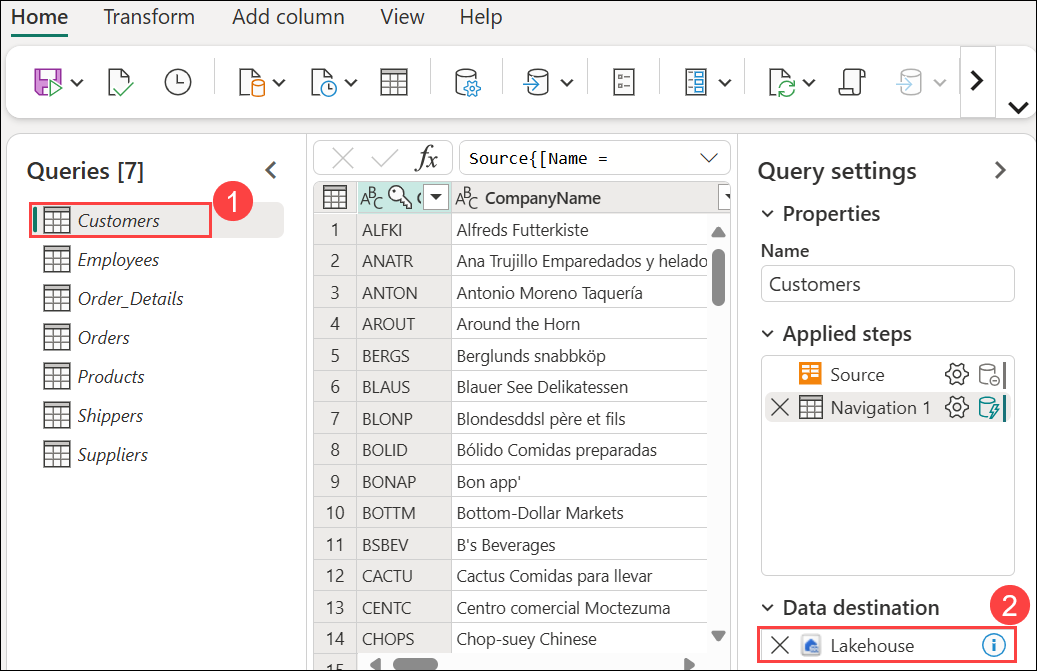 Home Transform Add column View Help
Queries [7]
1
Customers
Employees
Order_Details
Orders
Products
Shippers
Suppliers
fx Source{[Name =
ABC CompanyName
1 ALFKI Alfreds Futterkiste
2 ANATR Ana Trujillo Emparedados y helado
3 ANTON Antonio Moreno Taquería
4 AROUT Around the Horn
5 BERGS Berglunds snabbköp
6 BLAUS Blauer See Delikatessen
7 BLONP Blondesddsl père et fils
8 BOLID Bólido Comidas preparadas
9 BONAP Bon app'
10 BOTTM Bottom-Dollar Markets
11 BSBEV B's Beverages
12 CACTU Cactus Comidas para llevar
13 CENTC Centro comercial Moctezuma
14 CHOPS Chop-suey Chinese
15
Query settings
Properties
Name
Customers
Applied steps
Source
Navigation 1
Data destination
2
Lakehouse